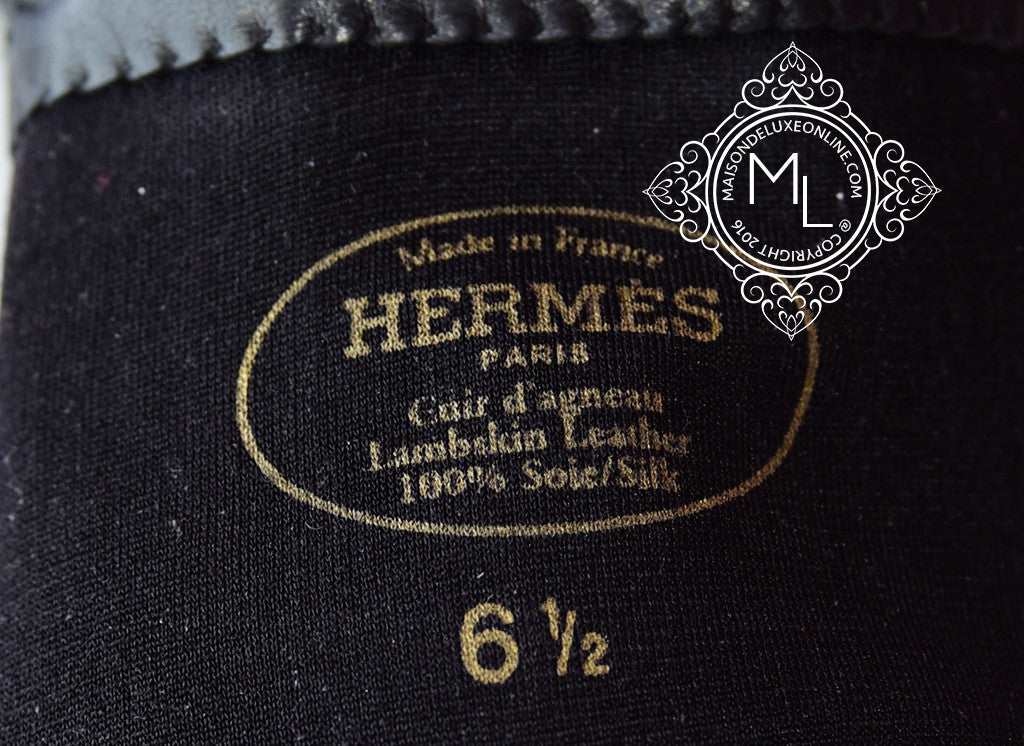 Made in France
HERMÈS
PARIS
Cuir d'agneau
Lambskin Leather
100% Soie/Silk
6 ½
MAISONDELUXEONLINE.COM
ML
@ COPYRIGHT 2016